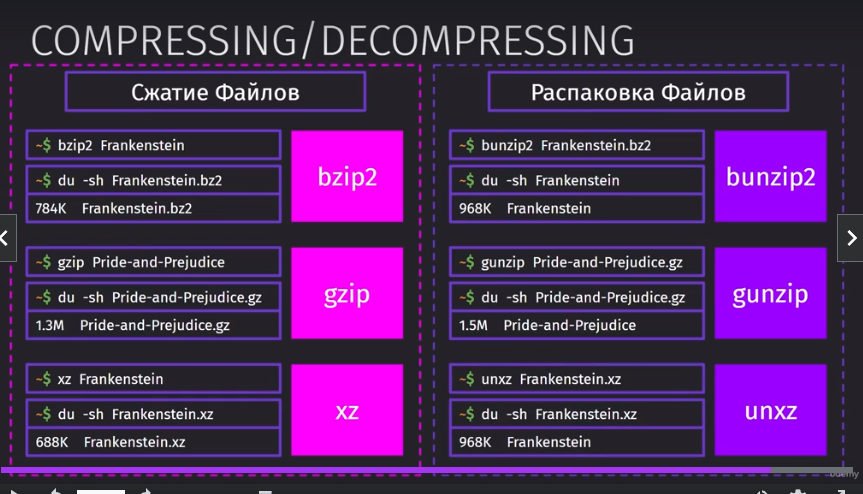 COMPRESSING/DECOMPRESSING
Сжатие Файлов
~$ bzip2 Frankenstein
~$ du -sh Frankenstein.bz2
784K Frankenstein.bz2
bzip2
~$ gzip Pride-and-Prejudice
~$ du -sh Pride-and-Prejudice.gz
1.3M Pride-and-Prejudice.gz
gzip
~$ xz Frankenstein
~$ du -sh Frankenstein.xz
688K Frankenstein.xz
xz
Распаковка Файлов
~$ bunzip2 Frankenstein.bz2
~$ du -sh Frankenstein
968K Frankenstein
bunzip2
~$ gunzip Pride-and-Prejudice.gz
~$ du -sh Pride-and-Prejudice.gz
1.5M Pride-and-Prejudice
gunzip
~$ unxz Frankenstein.xz
~$ du -sh Frankenstein.xz
968K Frankenstein
unxz
udemy